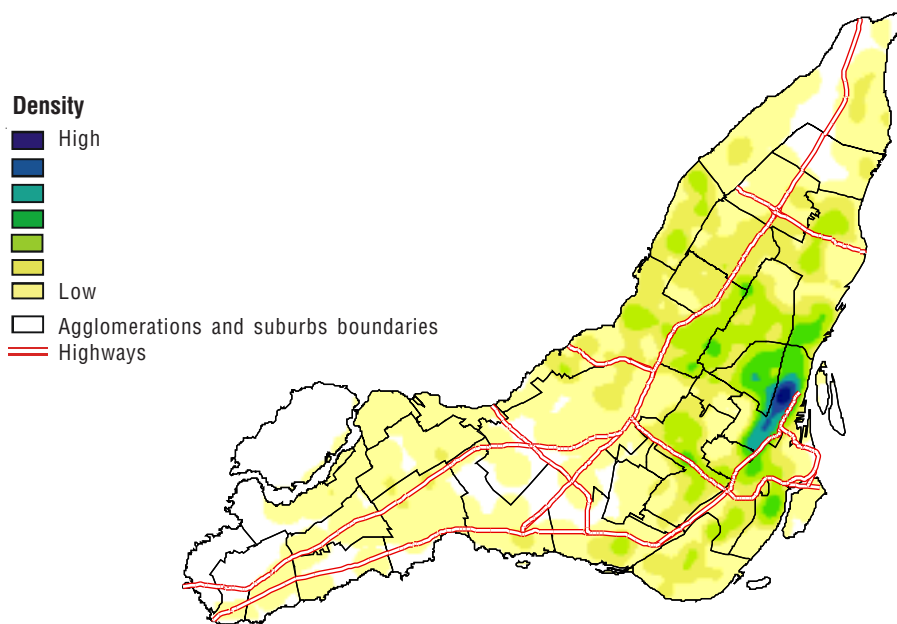 Density
High
Low
Agglomerations and suburbs boundaries
Highways